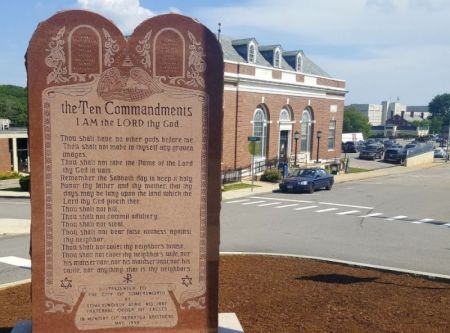 the Ten Commandments
I AM the LORD thy God
Thou shalt have no other gods before me
Thou shalt not make to thyself any graven
images.
Thou shalt not take the Name of the Lord
thy God in vain.
Remember the Sabbath day to keep it holy
Honor thy father and thy mother that thy
days may be long upon the land which the
Lord thy God giveth thee.
Thou shalt not kill.
Thou shalt not commit adultery.
Thou shalt not steal.
Thou shalt not bear false witness against
thy neighbor.
Thou shalt not covet thy neighbor's house.
Thou shalt not covet thy neighbor's wife nor
his manservant nor his maidservant nor his
cattle nor anything that is thy neighbor's
PRESENTED TO
THE CITY OF SOMERSWORTH
BY
SOMERSWORTH AERIE NO
FRATERNAL ORDER OF EAGLES
IN MEMORY OF DEPARTED BROTHERS
MAY 1958